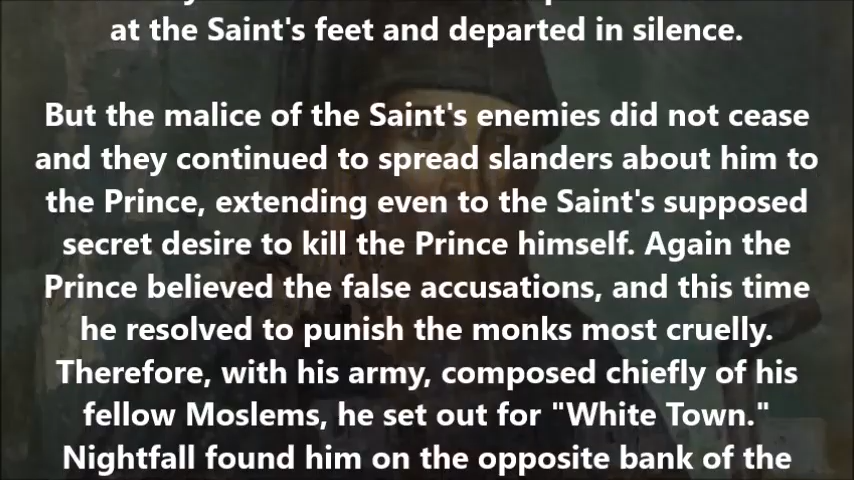 at the Saint's feet and departed in silence.
But the malice of the Saint's enemies did not cease
and they continued to spread slanders about him to
the Prince, extending even to the Saint's supposed
secret desire to kill the Prince himself. Again the
Prince believed the false accusations, and this time
he resolved to punish the monks most cruelly.
Therefore, with his army, composed chiefly of his
fellow Moslems, he set out for "White Town."
Nightfall found him on the opposite bank of the